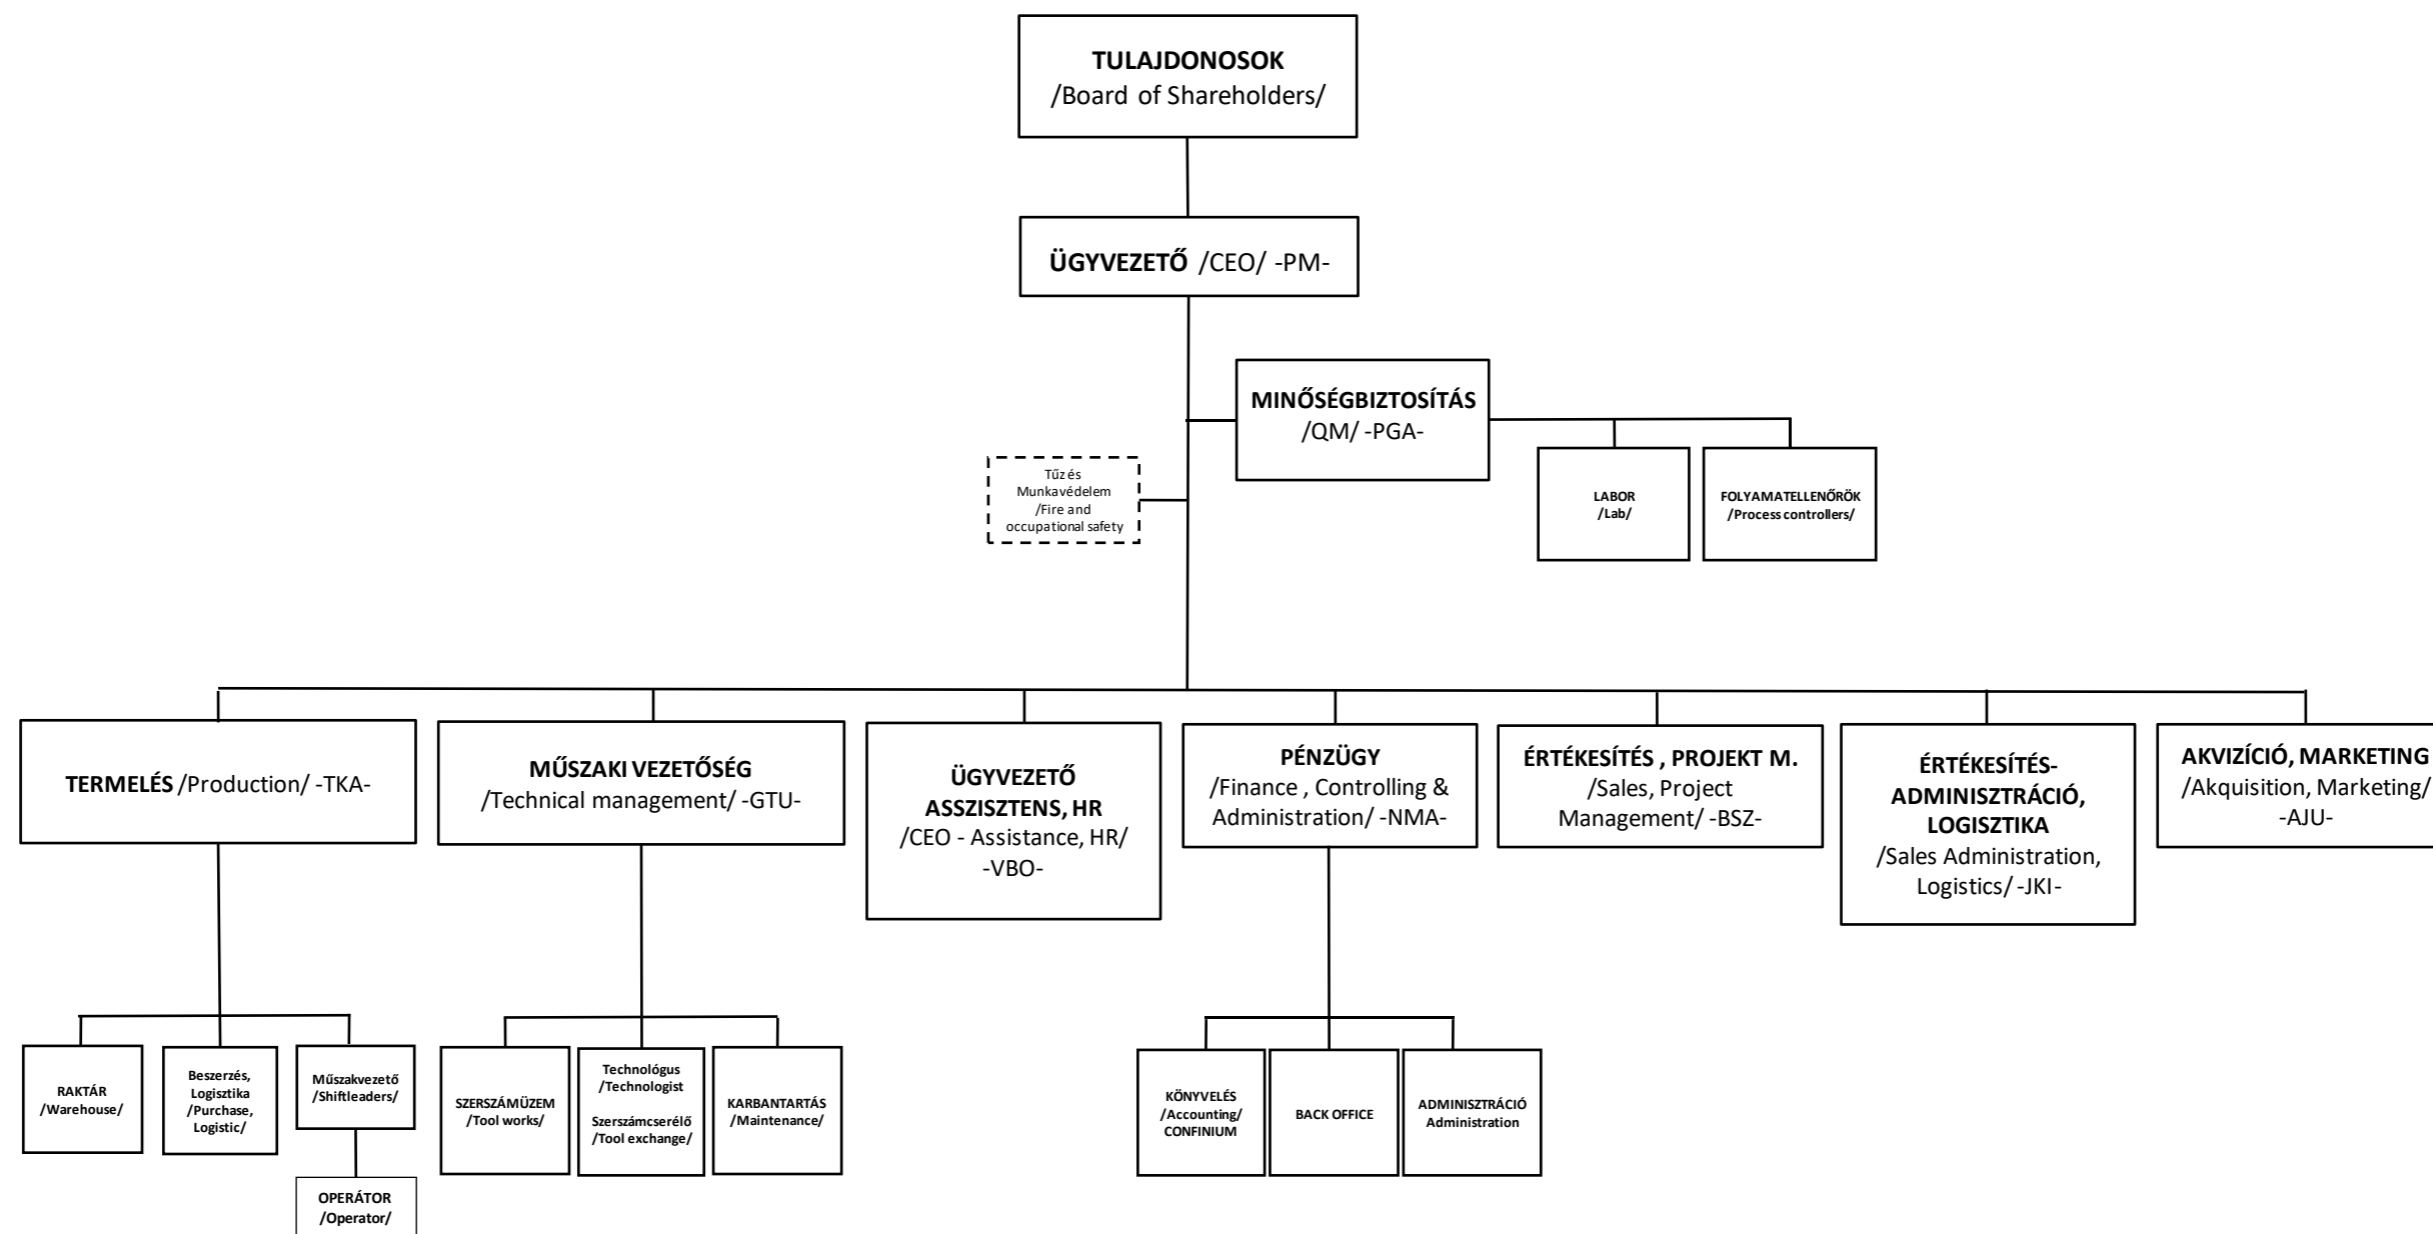 TULAJDONOSOK
/Board of Shareholders/
ÜGYVEZETŐ /CEO/ -PM-
MINŐSÉGBIZTOSÍTÁS
/QM/ -PGA-
Tűz és
Munkavédelem
/Fire and
occupational safety
LABOR
/Lab/
FOLYAMATELLENŐRÖK
/Process controllers/
TERMELÉS /Production/ -TKA-
MŰSZAKI VEZETŐSÉG
/Technical management/ -GTU-
ÜGYVEZETŐ
ASSZISZTENS, HR
/CEO - Assistance, HR/
-VBO-
PÉNZÜGY
/Finance , Controlling &
Administration/ -NMA-
ÉRTÉKESÍTÉS , PROJEKT M.
/Sales, Project
Management/ -BSZ-
ÉRTÉKESÍTÉS-
ADMINISZTRÁCIÓ,
LOGISZTIKA
/Sales Administration,
Logistics/ -JKI-
AKVIZÍCIÓ, MARKETING
/Akquisition, Marketing/
-AJU-
RAKTÁR
/Warehouse/
Beszerzés,
Logisztika
/Purchase,
Logistic/
Műszakvezető
/Shiftleaders/
OPERÁTOR
/Operator/
SZERSZÁMÜZEM
/Tool works/
Technológus
/Technologist
Szerszámcserélő
/Tool exchange/
KARBANTARTÁS
/Maintenance/
KÖNYVELÉS
/Accounting/
CONFINIUM
BACK OFFICE
ADMINISZTRÁCIÓ
Administration